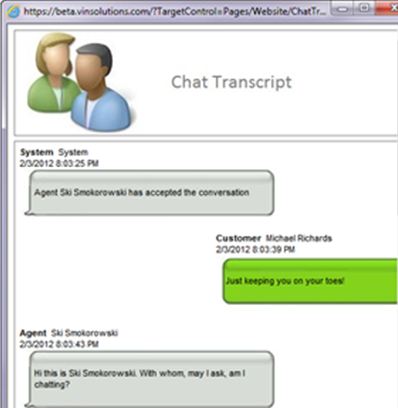 https://beta.vinsolutions.com/?TargetControl=Pages/Website/ChatTr...
Chat Transcript
System System
2/3/2012 8:03:25 PM
Agent Ski Smokorowski has accepted the conversation
Customer Michael Richards
2/3/2012 8:03:39 PM
Just keeping you on your toes!
Agent Ski Smokorowski
2/3/2012 8:03:43 PM
Hi this is Ski Smokorowski. With whom, may I ask, am I
chatting?